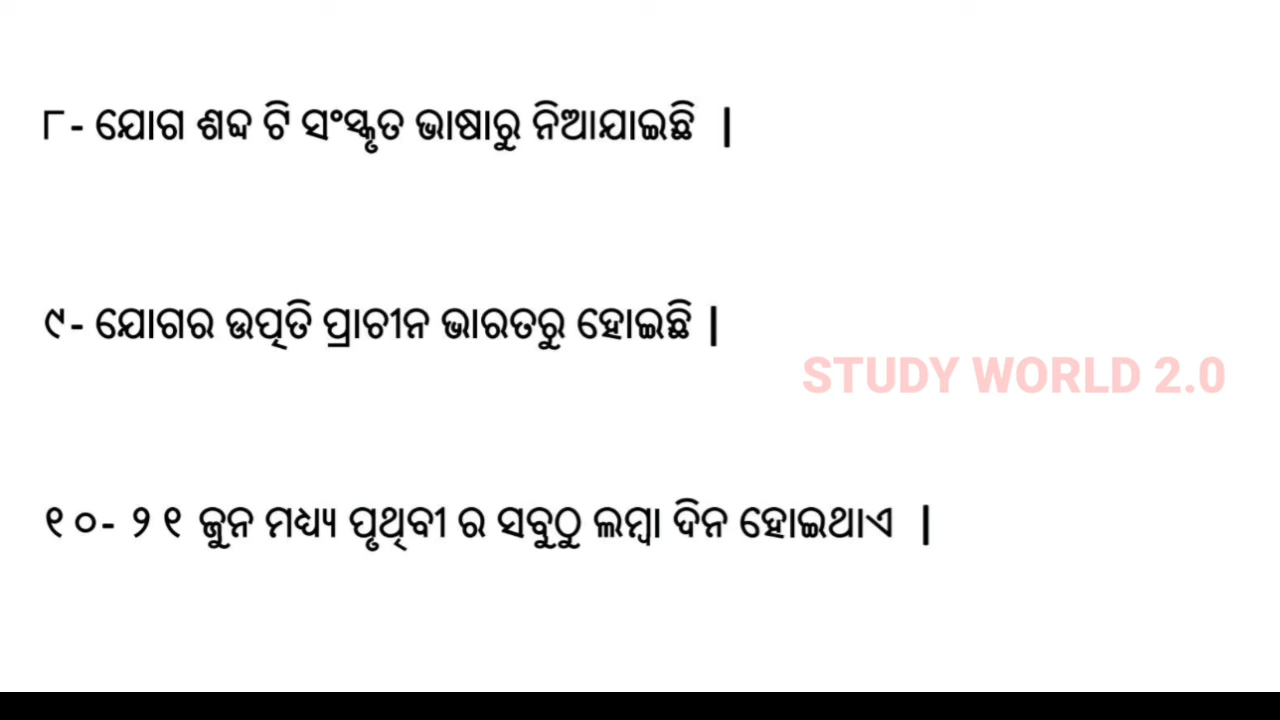 ୮- ଯୋଗ ଶବ୍ଦ ଟି ସଂସ୍କୃତ ଭାଷାରୁ ନିଆଯାଇଛି |
୯- ଯୋଗର ଉତ୍ପତି ପ୍ରାଚୀନ ଭାରତରୁ ହୋଇଛି |
STUDY WORLD 2.0
୧୦- ୨୧ ଜୁନ ମଧ୍ୟ ପୃଥିବୀ ର ସବୁଠୁ ଲମ୍ବା ଦିନ ହୋଇଥାଏ |